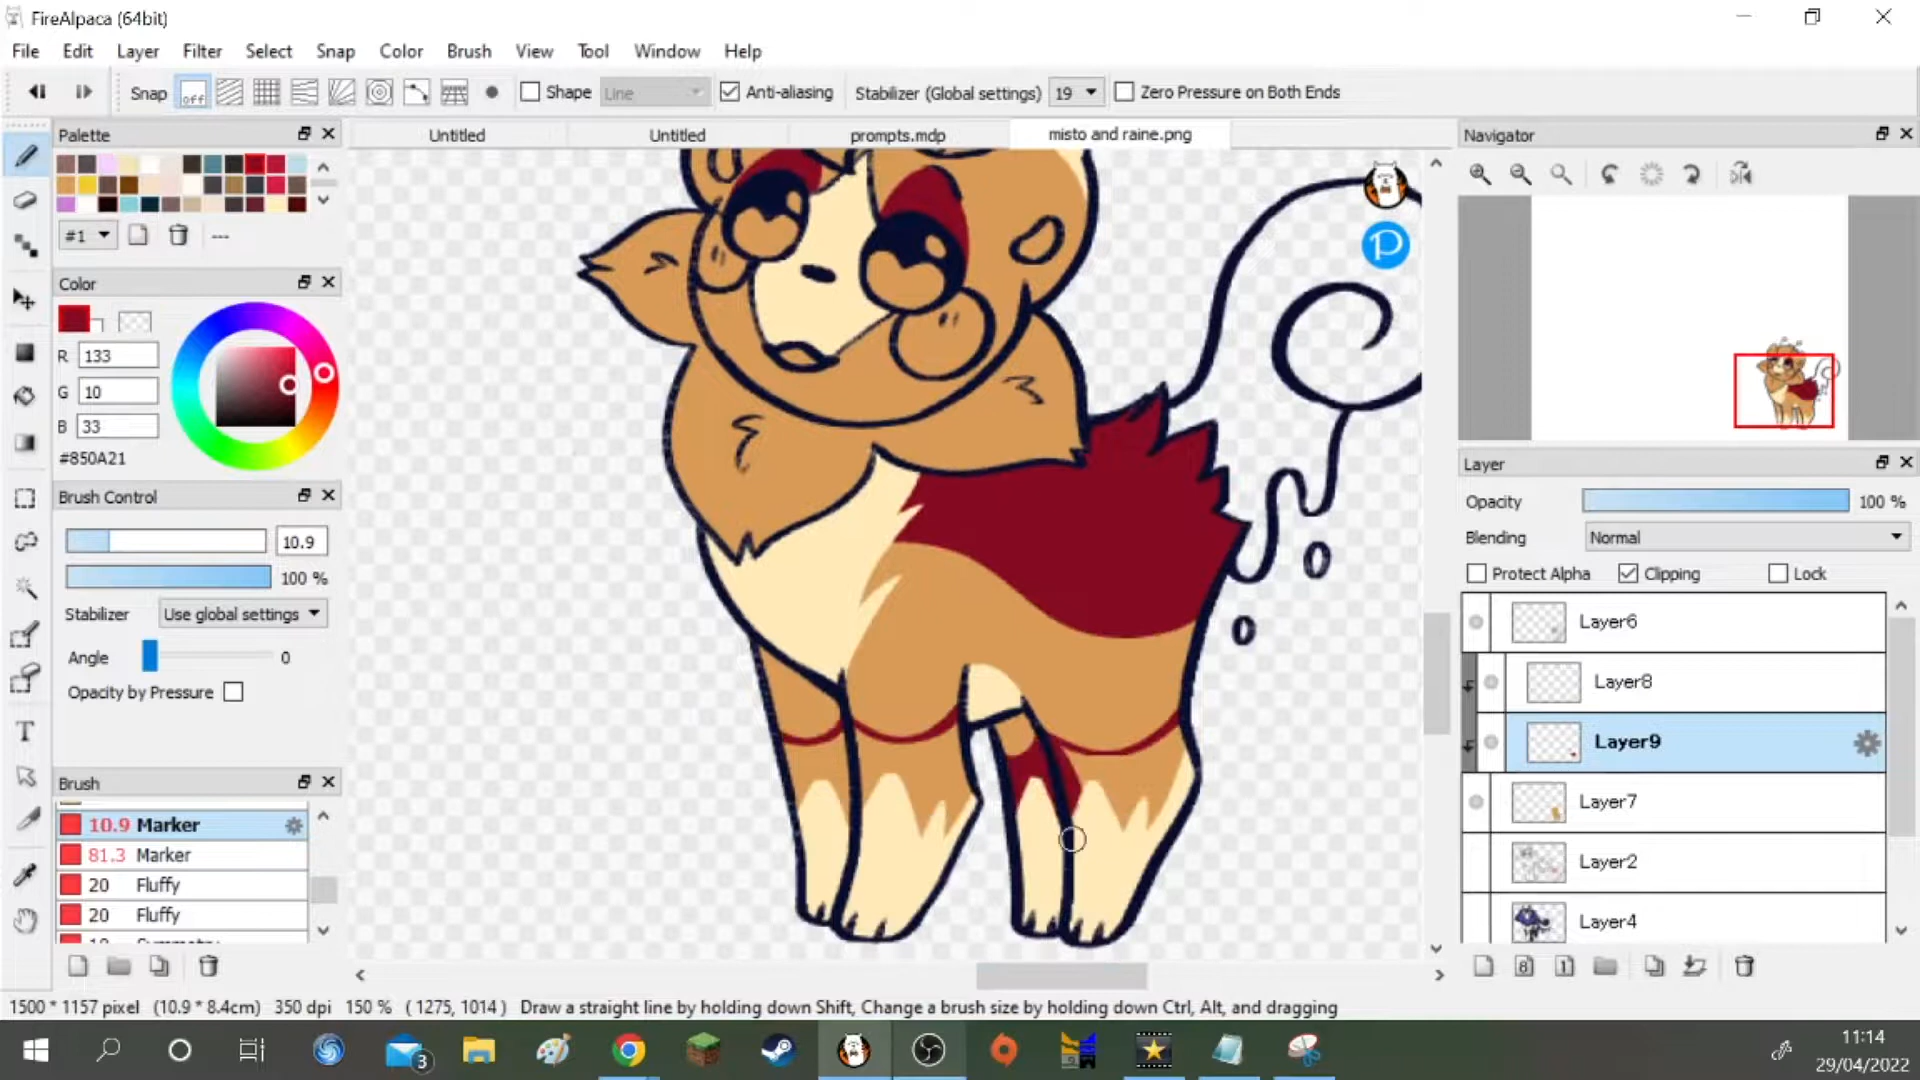 FireAlpaca (64bit)
File Edit Layer Filter Select Snap Color Brush View Tool Window Help
Snap off Shape Line Anti-aliasing Stabilizer (Global settings) 19 Zero Pressure on Both Ends
Palette
Untitled Untitled prompts.mdp misto and raine.png
Navigator
#1 ---
Color
R 133
G 10
B 33
#850A21
Brush Control
10.9
100 %
Stabilizer Use global settings
Angle 0
Opacity by Pressure
Brush
10.9 Marker
81.3 Marker
20 Fluffy
20 Fluffy
Layer
Opacity 100 %
Blending Normal
Protect Alpha Clipping Lock
Layer6
Layer8
Layer9
Layer7
Layer2
Layer4
8 1
1500 * 1157 pixel (10.9 * 8.4cm) 350 dpi 150 % ( 1275, 1014 ) Draw a straight line by holding down Shift, Change a brush size by holding down Ctrl, Alt, and dragging
3
11:14
29/04/2022